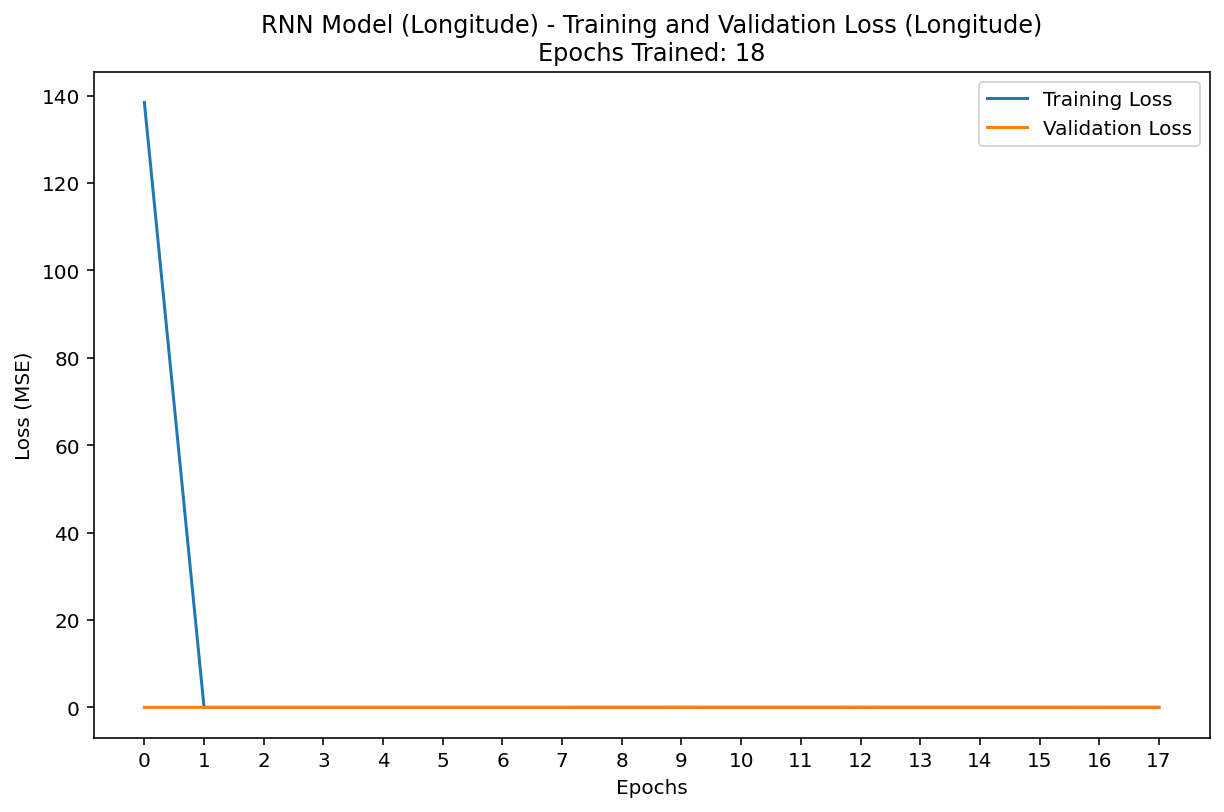 RNN Model (Longitude) - Training and Validation Loss (Longitude)
Epochs Trained: 18
Training Loss
Validation Loss
Loss (MSE)
140
120
100
80
60
40
20
0
0 1 2 3 4 5 6 7 8 9 10 11 12 13 14 15 16 17
Epochs